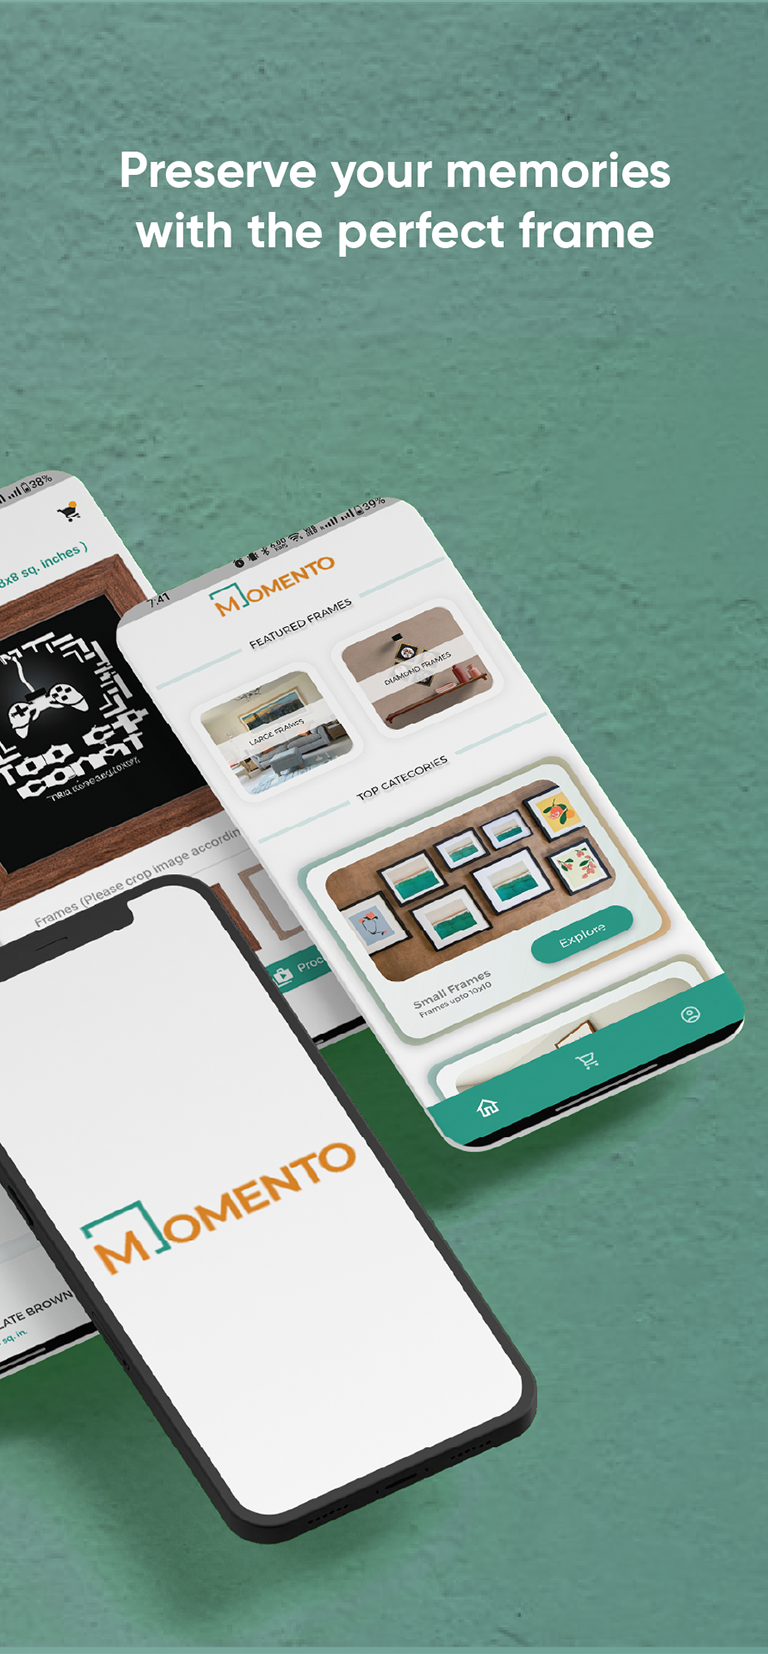 Preserve your memories
with the perfect frame
38%
8x8 sq. inches )
Frames (Please crop image accordin
Proc
LATE BROWN
sq. in.
7:41
39%
MOMENTO
FEATURED FRAMES
LARGE FRAMES
DIAMOND FRAMES
TOP CATEGORIES
Explore
Small Frames
Frames upto 10x10
MOMENTO